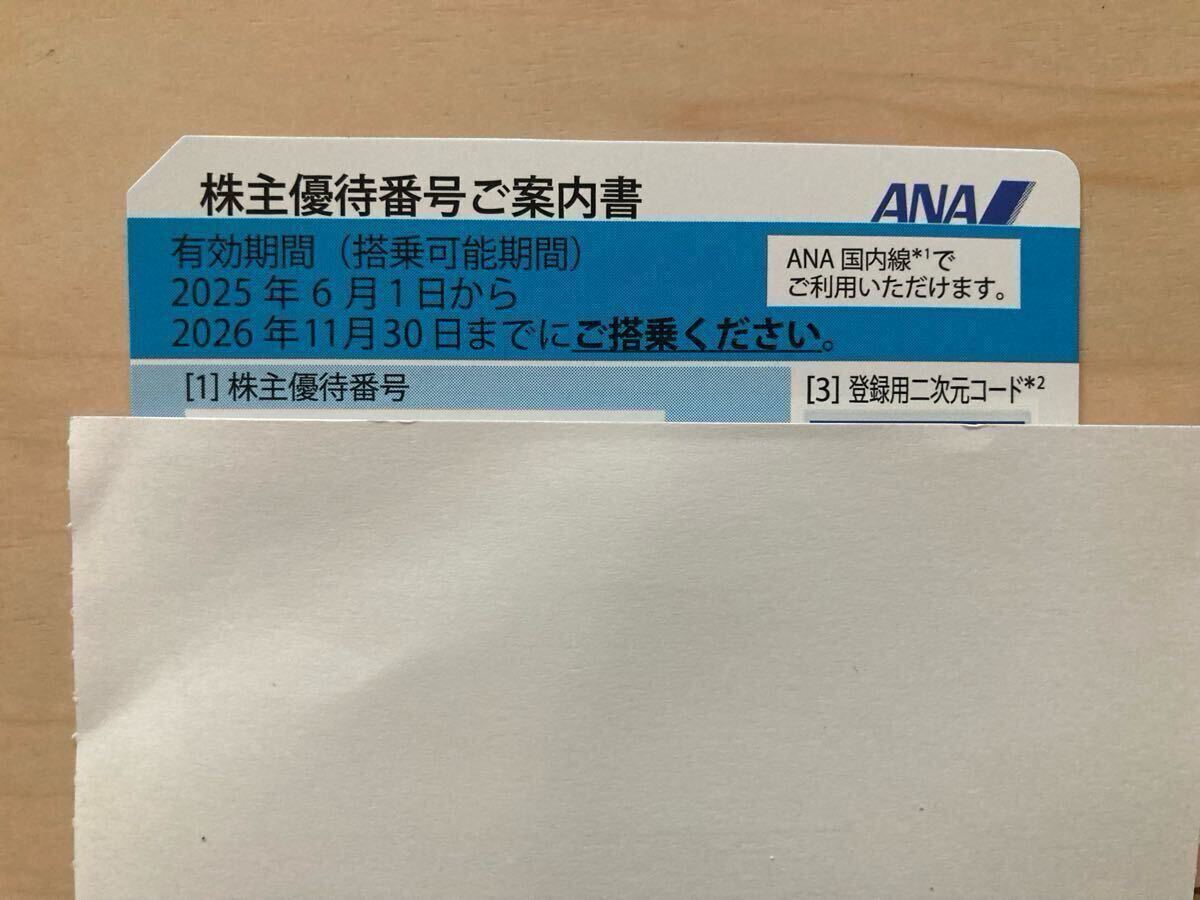 株主優待番号ご案内書
ANA
有効期間（搭乗可能期間）
2025年6月1日から
2026年11月30日までにご搭乗ください。
ANA国内線*1で
ご利用いただけます。
[1] 株主優待番号
[3] 登録用二次元コード*2